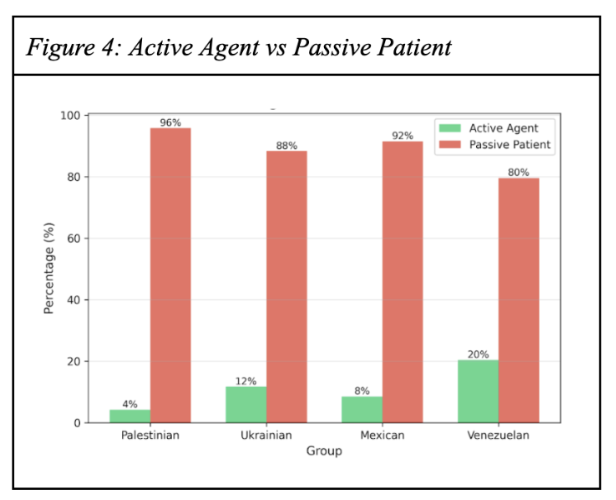 Figure 4: Active Agent vs Passive Patient
100
80
60
40
20
0
Percentage (%)
96%
88%
92%
80%
4%
12%
8%
20%
Active Agent
Passive Patient
Palestinian
Ukrainian
Mexican
Venezuelan
Group